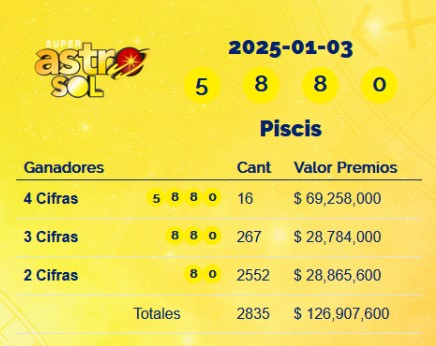 SUPER
astro
SOL
2025-01-03
5 8 8 0
Piscis
Ganadores Cant Valor Premios
4 Cifras 5 8 8 0 16 $ 69,258,000
3 Cifras 8 8 0 267 $ 28,784,000
2 Cifras 8 0 2552 $ 28,865,600
Totales 2835 $ 126,907,600